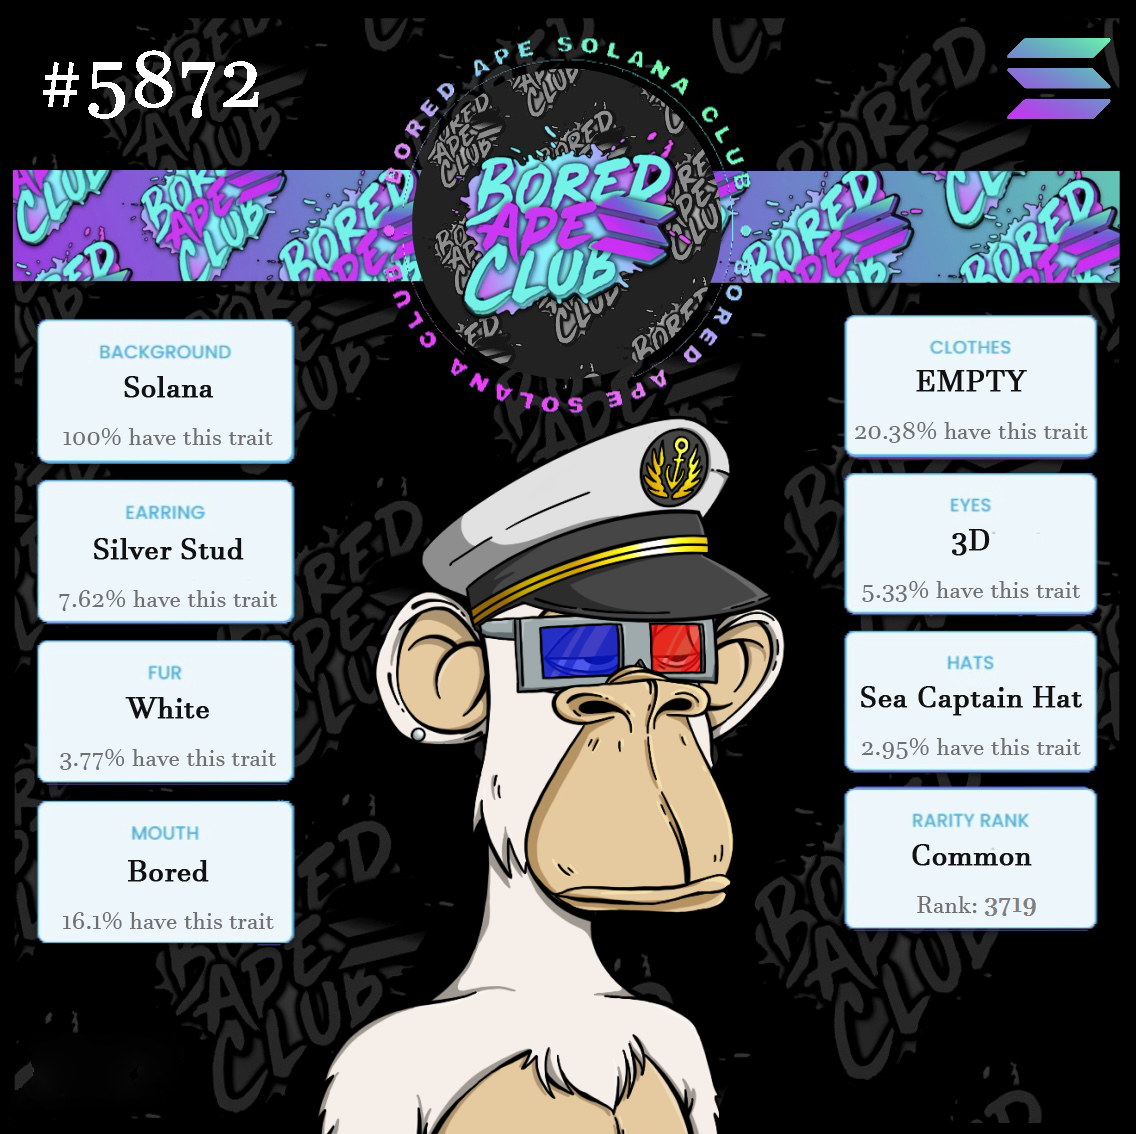 #5872
BORED APE SOLANA CLUB
BORED APE SOLANA CLUB
BORED
APE
CLUB
BACKGROUND
Solana
100% have this trait
EARRING
Silver Stud
7.62% have this trait
FUR
White
3.77% have this trait
MOUTH
Bored
16.1% have this trait
CLOTHES
EMPTY
20.38% have this trait
EYES
3D
5.33% have this trait
HATS
Sea Captain Hat
2.95% have this trait
RARITY RANK
Common
Rank: 3719